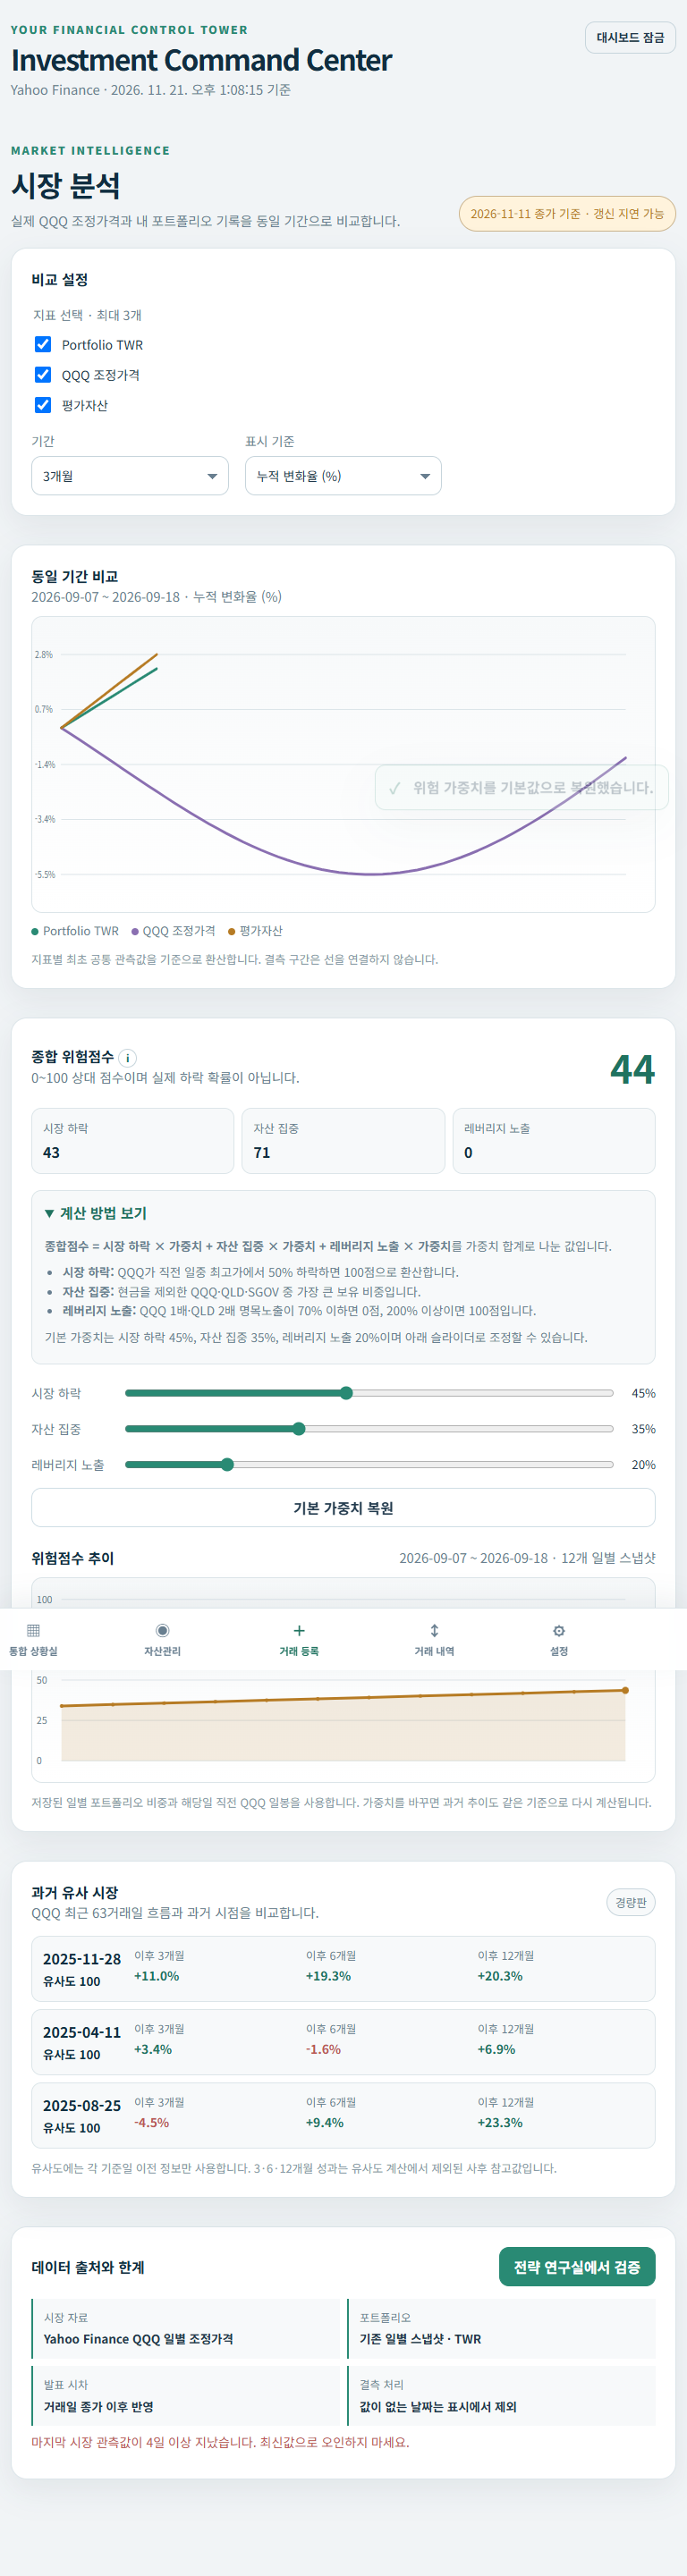 YOUR FINANCIAL CONTROL TOWER
Investment Command Center
Yahoo Finance · 2026. 11. 21. 오후 1:08:15 기준
대시보드 잠금
MARKET INTELLIGENCE
시장 분석
실제 QQQ 조정가격과 내 포트폴리오 기록을 동일 기간으로 비교합니다.
2026-11-11 종가 기준 · 갱신 지연 가능
비교 설정
지표 선택 · 최대 3개
Portfolio TWR
QQQ 조정가격
평가자산
기간
표시 기준
3개월
누적 변화율 (%)
동일 기간 비교
2026-09-07 ~ 2026-09-18 · 누적 변화율 (%)
2.8%
0.7%
-1.4%
-3.4%
-5.5%
✓ 위험 가중치를 기본값으로 복원했습니다.
Portfolio TWR
QQQ 조정가격
평가자산
지표별 최초 공통 관측값을 기준으로 환산합니다. 결측 구간은 선을 연결하지 않습니다.
종합 위험점수 i
0~100 상대 점수이며 실제 하락 확률이 아닙니다.
44
시장 하락
43
자산 집중
71
레버리지 노출
0
▼ 계산 방법 보기
종합점수 = 시장 하락 × 가중치 + 자산 집중 × 가중치 + 레버리지 노출 × 가중치를 가중치 합계로 나눈 값입니다.
• 시장 하락: QQQ가 직전 일중 최고가에서 50% 하락하면 100점으로 환산합니다.
• 자산 집중: 현금을 제외한 QQQ·QLD·SGOV 중 가장 큰 보유 비중입니다.
• 레버리지 노출: QQQ 1배·QLD 2배 명목노출이 70% 이하면 0점, 200% 이상이면 100점입니다.
기본 가중치는 시장 하락 45%, 자산 집중 35%, 레버리지 노출 20%이며 아래 슬라이더로 조정할 수 있습니다.
시장 하락
45%
자산 집중
35%
레버리지 노출
20%
기본 가중치 복원
위험점수 추이
2026-09-07 ~ 2026-09-18 · 12개 일별 스냅샷
100
통합 상황실
자산관리
거래 등록
거래 내역
설정
50
25
0
저장된 일별 포트폴리오 비중과 해당일 직전 QQQ 일봉을 사용합니다. 가중치를 바꾸면 과거 추이도 같은 기준으로 다시 계산됩니다.
과거 유사 시장
QQQ 최근 63거래일 흐름과 과거 시점을 비교합니다.
경량판
2025-11-28
유사도 100
이후 3개월
+11.0%
이후 6개월
+19.3%
이후 12개월
+20.3%
2025-04-11
유사도 100
이후 3개월
+3.4%
이후 6개월
-1.6%
이후 12개월
+6.9%
2025-08-25
유사도 100
이후 3개월
-4.5%
이후 6개월
+9.4%
이후 12개월
+23.3%
유사도에는 각 기준일 이전 정보만 사용합니다. 3·6·12개월 성과는 유사도 계산에서 제외된 사후 참고값입니다.
데이터 출처와 한계
전략 연구실에서 검증
시장 자료
Yahoo Finance QQQ 일별 조정가격
포트폴리오
기존 일별 스냅샷 · TWR
발표 시차
거래일 종가 이후 반영
결측 처리
값이 없는 날짜는 표시에서 제외
마지막 시장 관측값이 4일 이상 지났습니다. 최신값으로 오인하지 마세요.